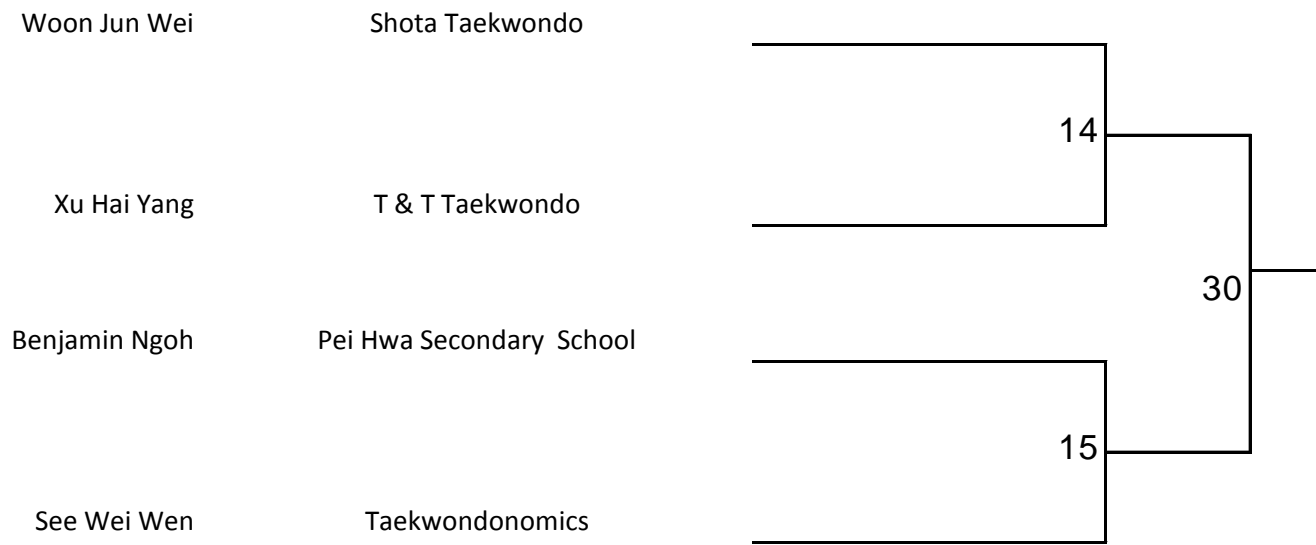 Woon Jun Wei Shota Taekwondo
14
Xu Hai Yang T & T Taekwondo
30
Benjamin Ngoh Pei Hwa Secondary  School
15
See Wei Wen Taekwondonomics